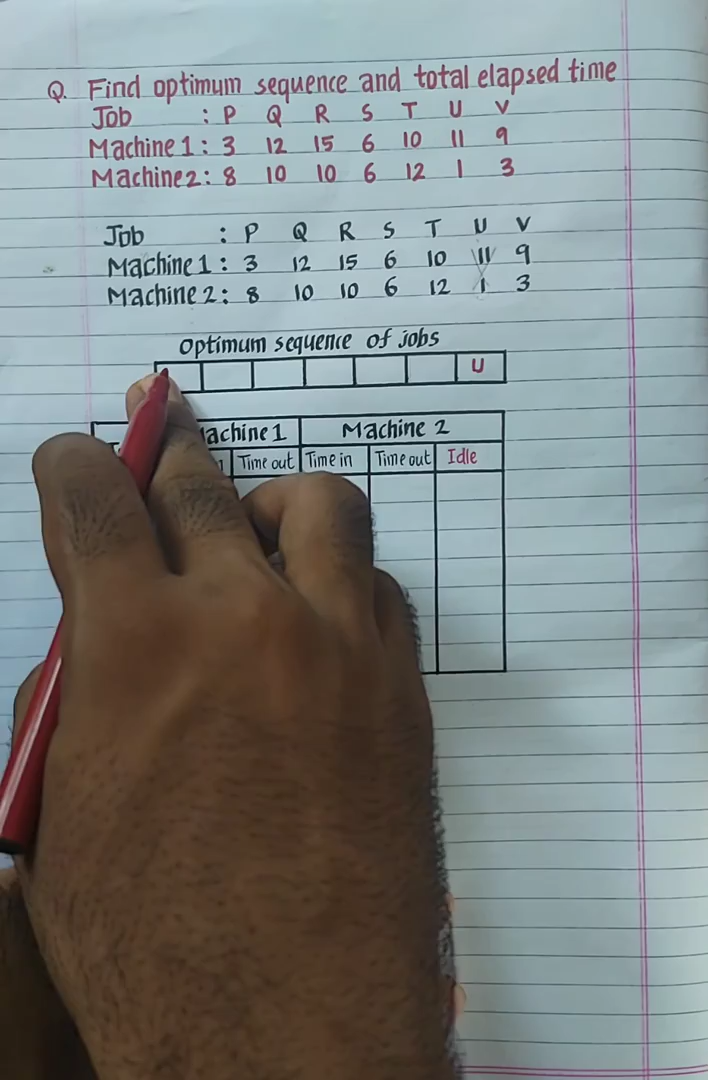 Q. Find optimum sequence and total elapsed time
Job : P Q R S T U V
Machine 1 : 3 12 15 6 10 11 9
Machine2: 8 10 10 6 12 1 3
Job : P Q R S T U V
Machine 1 : 3 12 15 6 10 11 9
Machine 2: 8 10 10 6 12 1 3
Optimum sequence of jobs
U
achine 1 Machine 2
Time out Time in Time out Idle